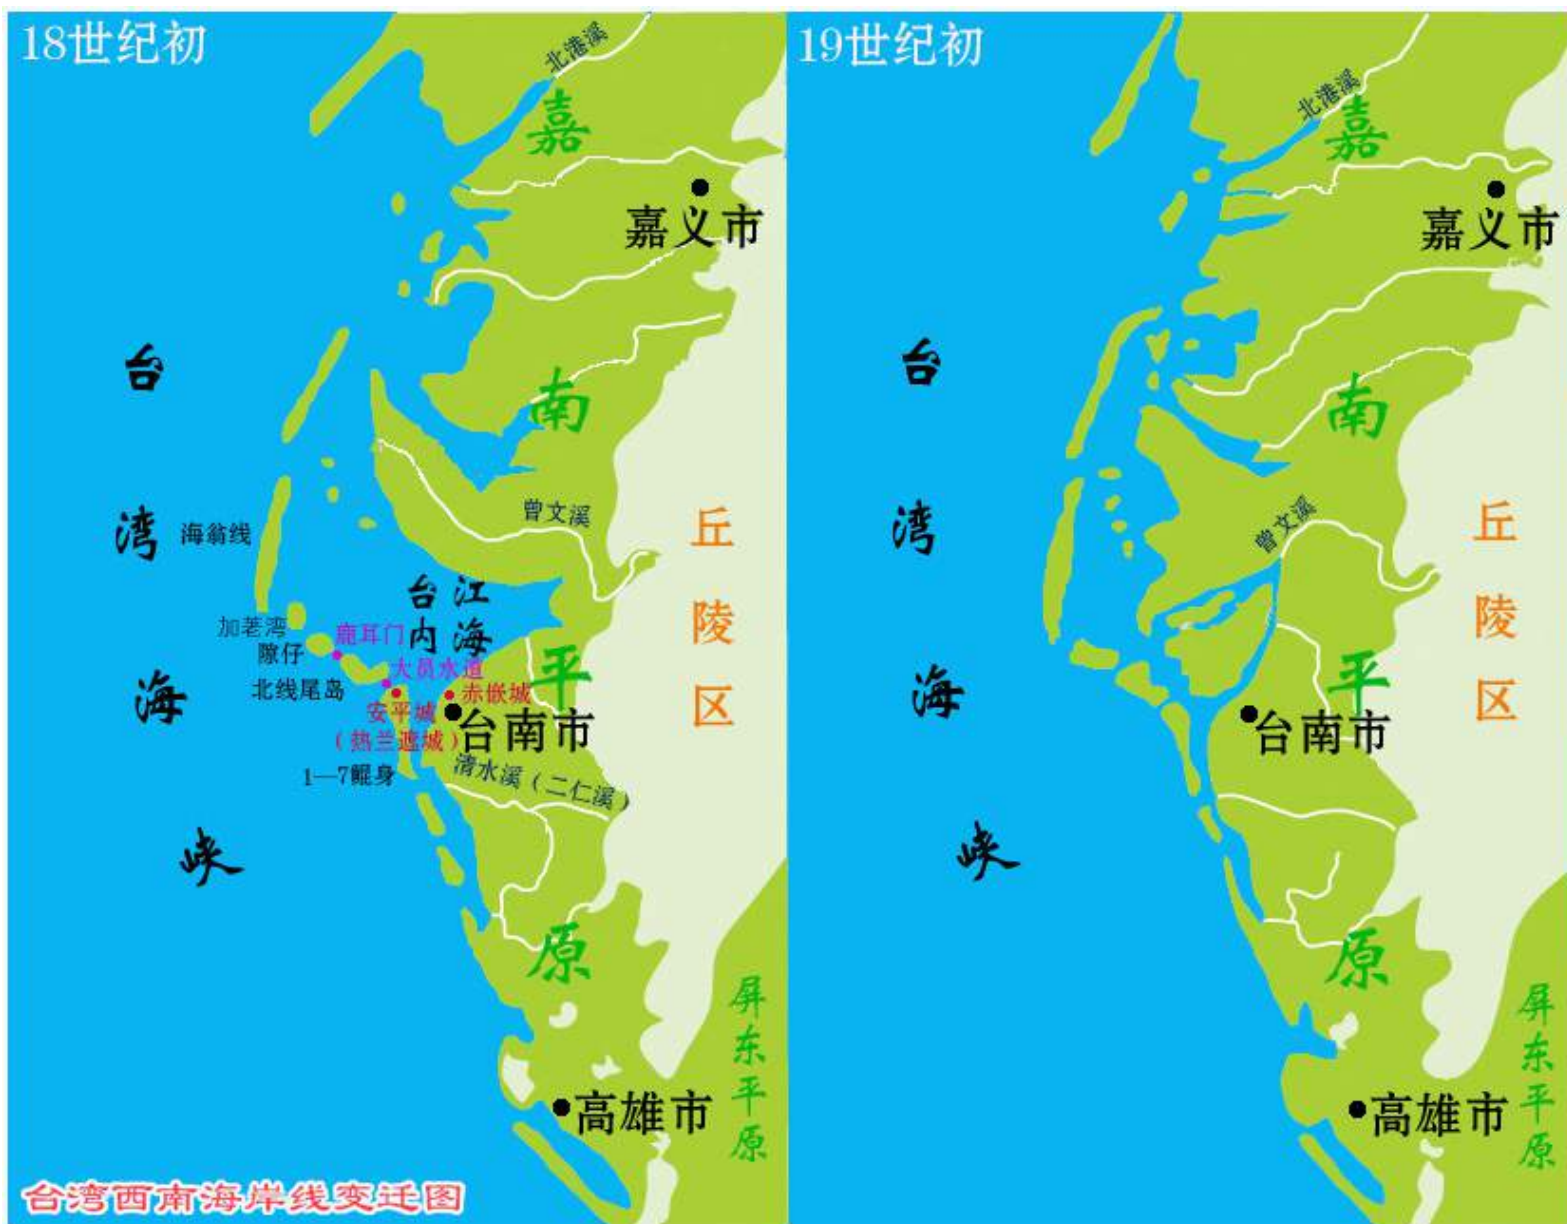 18世纪初
北港溪
嘉
嘉义市
台
湾
海
峡
南
曾文溪
丘
陵
区
海翁线
台江
内海
加荖湾
鹿耳门
隙仔
大员水道
北线尾岛
赤嵌城
安平城
（热兰遮城）
台南市
平
1—7鲲身
清水溪（二仁溪）
原
屏东平原
高雄市
台湾西南海岸线变迁图
19世纪初
北港溪
嘉
嘉义市
台
湾
海
峡
南
曾文溪
丘
陵
区
平
台南市
原
屏东平原
高雄市